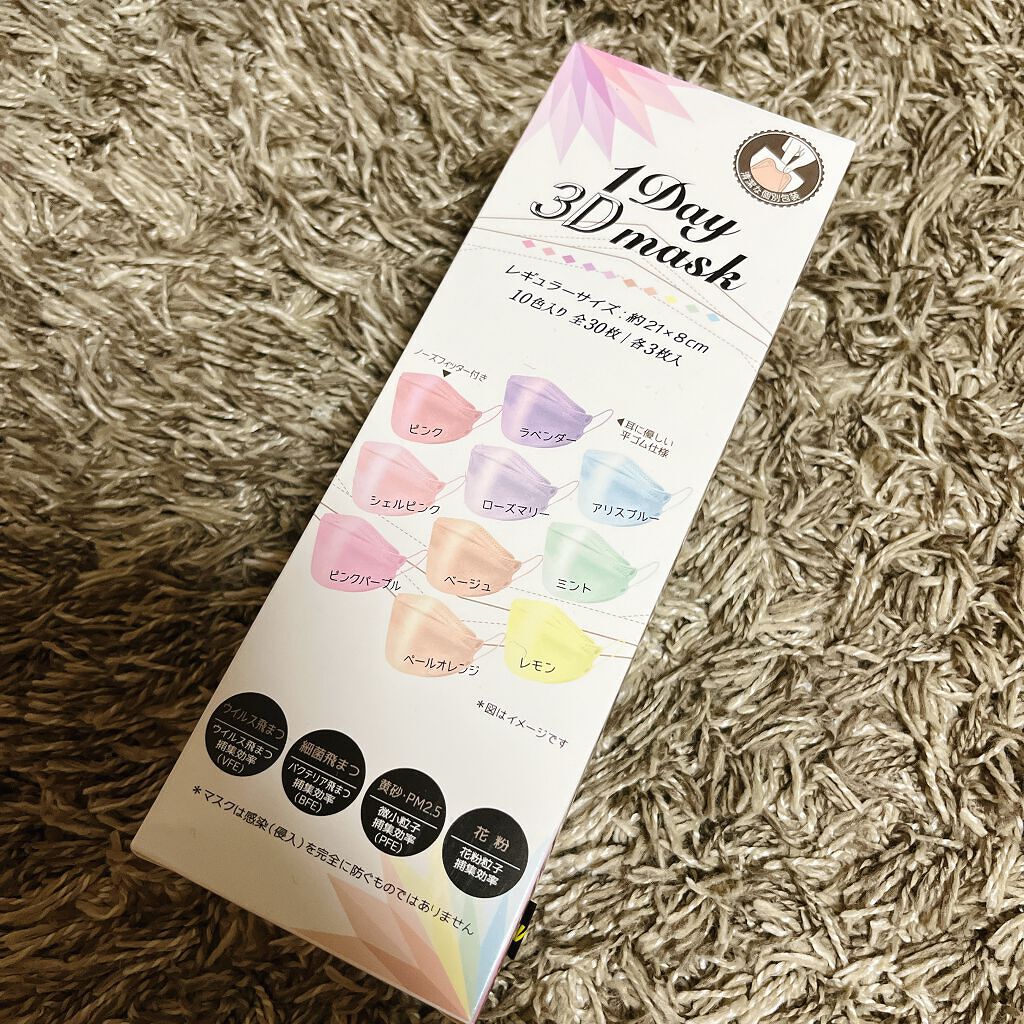 清潔な個別包装
1Day
3D mask
レギュラーサイズ:約21×8cm
10色入り 全30枚/各3枚入
ノーズフィッター付き
▼
◀耳に優しい
平ゴム仕様
ピンク
ラベンダー
シェルピンク
ローズマリー
アリスブルー
ピンクパープル
ベージュ
ミント
ペールオレンジ
レモン
*図はイメージです
ウイルス飛まつ
ウイルス飛まつ
捕集効率
(VFE)
細菌飛まつ
バクテリア飛まつ
捕集効率
(BFE)
黄砂・PM2.5
微小粒子
捕集効率
(PFE)
花粉
花粉粒子
捕集効率
*マスクは感染(侵入)を完全に防ぐものではありません